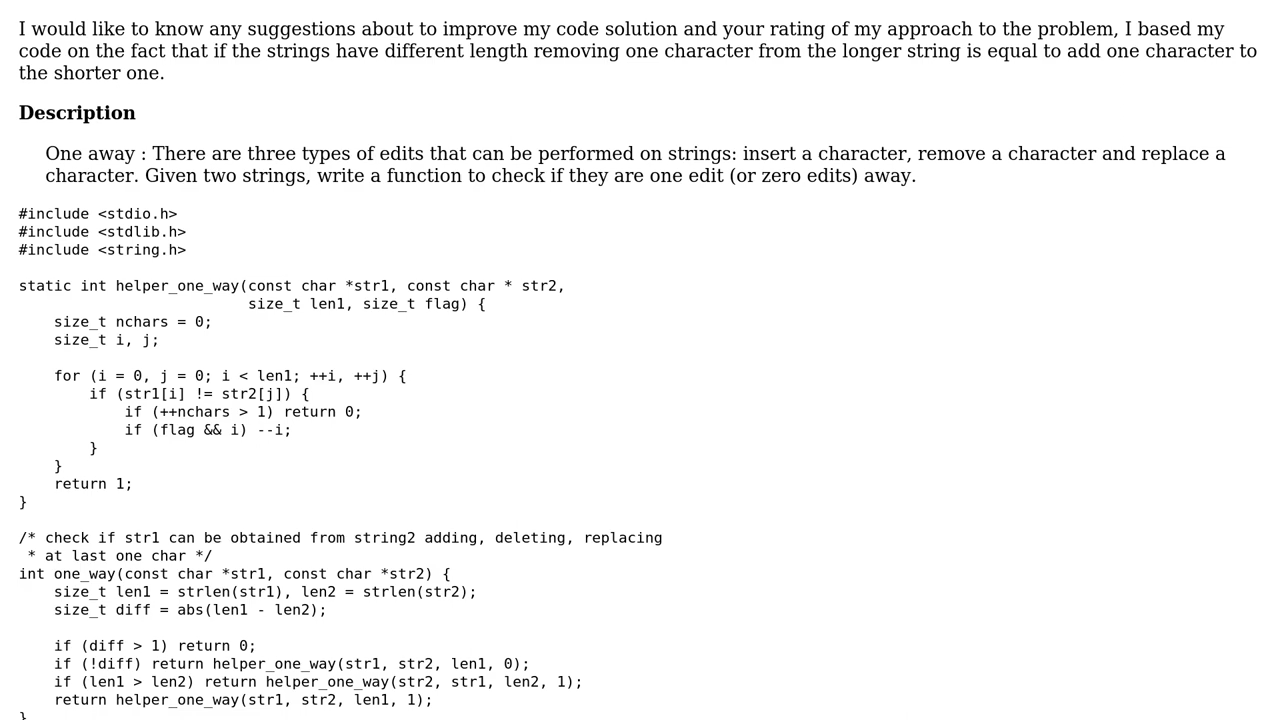 I would like to know any suggestions about to improve my code solution and your rating of my approach to the problem, I based my
code on the fact that if the strings have different length removing one character from the longer string is equal to add one character to
the shorter one.
Description
One away : There are three types of edits that can be performed on strings: insert a character, remove a character and replace a
character. Given two strings, write a function to check if they are one edit (or zero edits) away.
#include <stdio.h>
#include <stdlib.h>
#include <string.h>
static int helper_one_way(const char *str1, const char * str2,
                          size_t len1, size_t flag) {
    size_t nchars = 0;
    size_t i, j;
    for (i = 0, j = 0; i < len1; ++i, ++j) {
        if (str1[i] != str2[j]) {
            if (++nchars > 1) return 0;
            if (flag && i) --i;
        }
    }
    return 1;
}
/* check if str1 can be obtained from string2 adding, deleting, replacing
 * at last one char */
int one_way(const char *str1, const char *str2) {
    size_t len1 = strlen(str1), len2 = strlen(str2);
    size_t diff = abs(len1 - len2);
    if (diff > 1) return 0;
    if (!diff) return helper_one_way(str1, str2, len1, 0);
    if (len1 > len2) return helper_one_way(str2, str1, len2, 1);
    return helper_one_way(str1, str2, len1, 1);
}